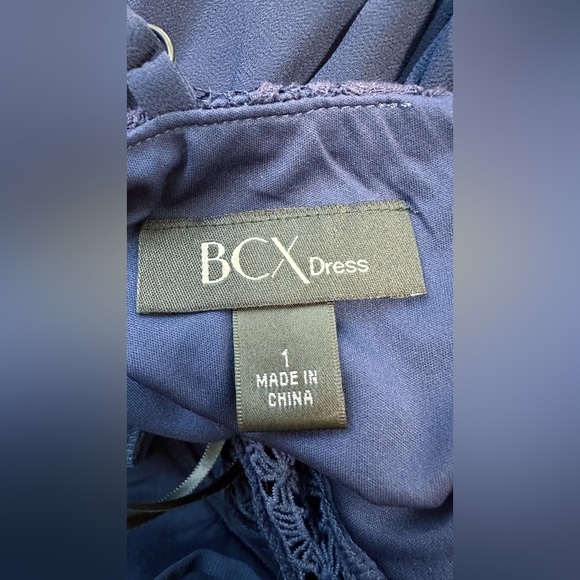 BCX Dress
1
MADE IN
CHINA